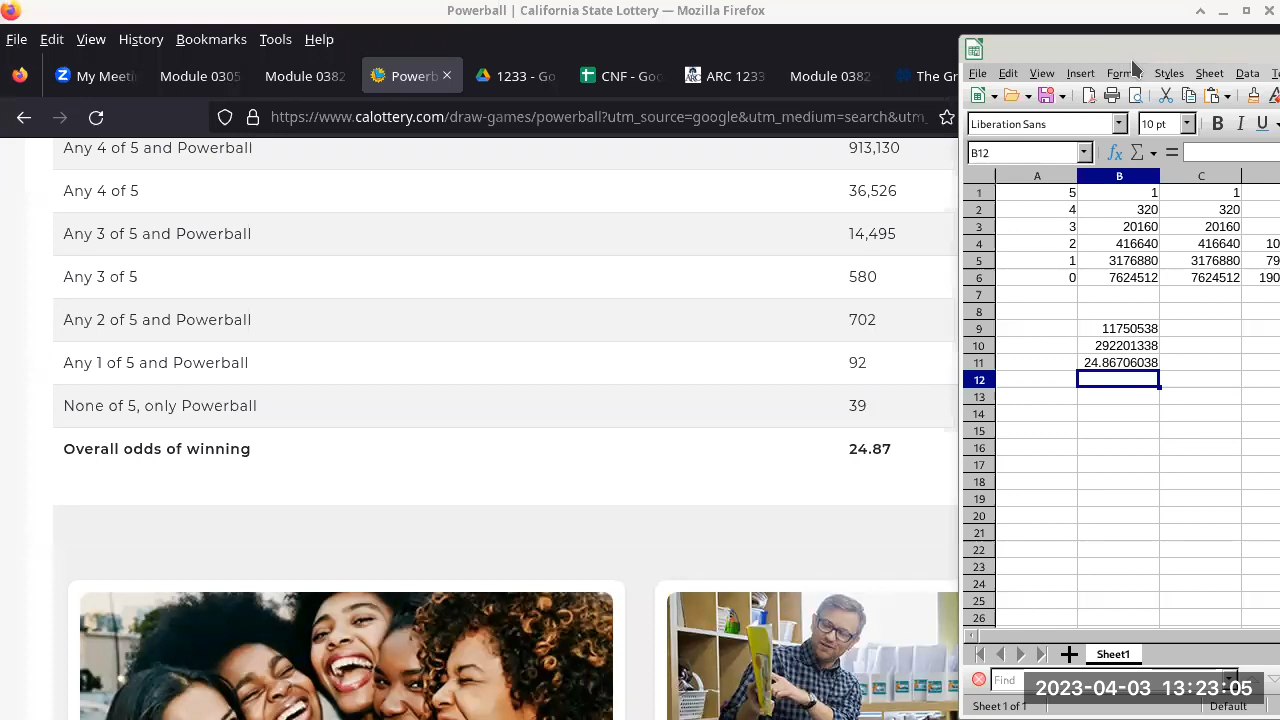 Powerball | California State Lottery — Mozilla Firefox
File Edit View History Bookmarks Tools Help
My Meeti Module 0305 Module 0382 Powerb 1233 - Go CNF - Goo ARC 1233 Module 0382 The Gr
https://www.calottery.com/draw-games/powerball?utm_source=google&utm_medium=search&utm_
Any 4 of 5 and Powerball 913,130
Any 4 of 5 36,526
Any 3 of 5 and Powerball 14,495
Any 3 of 5 580
Any 2 of 5 and Powerball 702
Any 1 of 5 and Powerball 92
None of 5, only Powerball 39
Overall odds of winning 24.87
File Edit View Insert Form Styles Sheet Data To
Liberation Sans 10 pt B I U
B12 fx Σ =
A B C
1 5 1 1
2 4 320 320
3 3 20160 20160
4 2 416640 416640 10
5 1 3176880 3176880 79
6 0 7624512 7624512 190
7
8
9 11750538
10 292201338
11 24.86706038
12
13
14
15
16
17
18
19
20
21
22
23
24
25
26
Sheet1
Find
2023-04-03 13:23:05
Sheet 1 of 1 Default